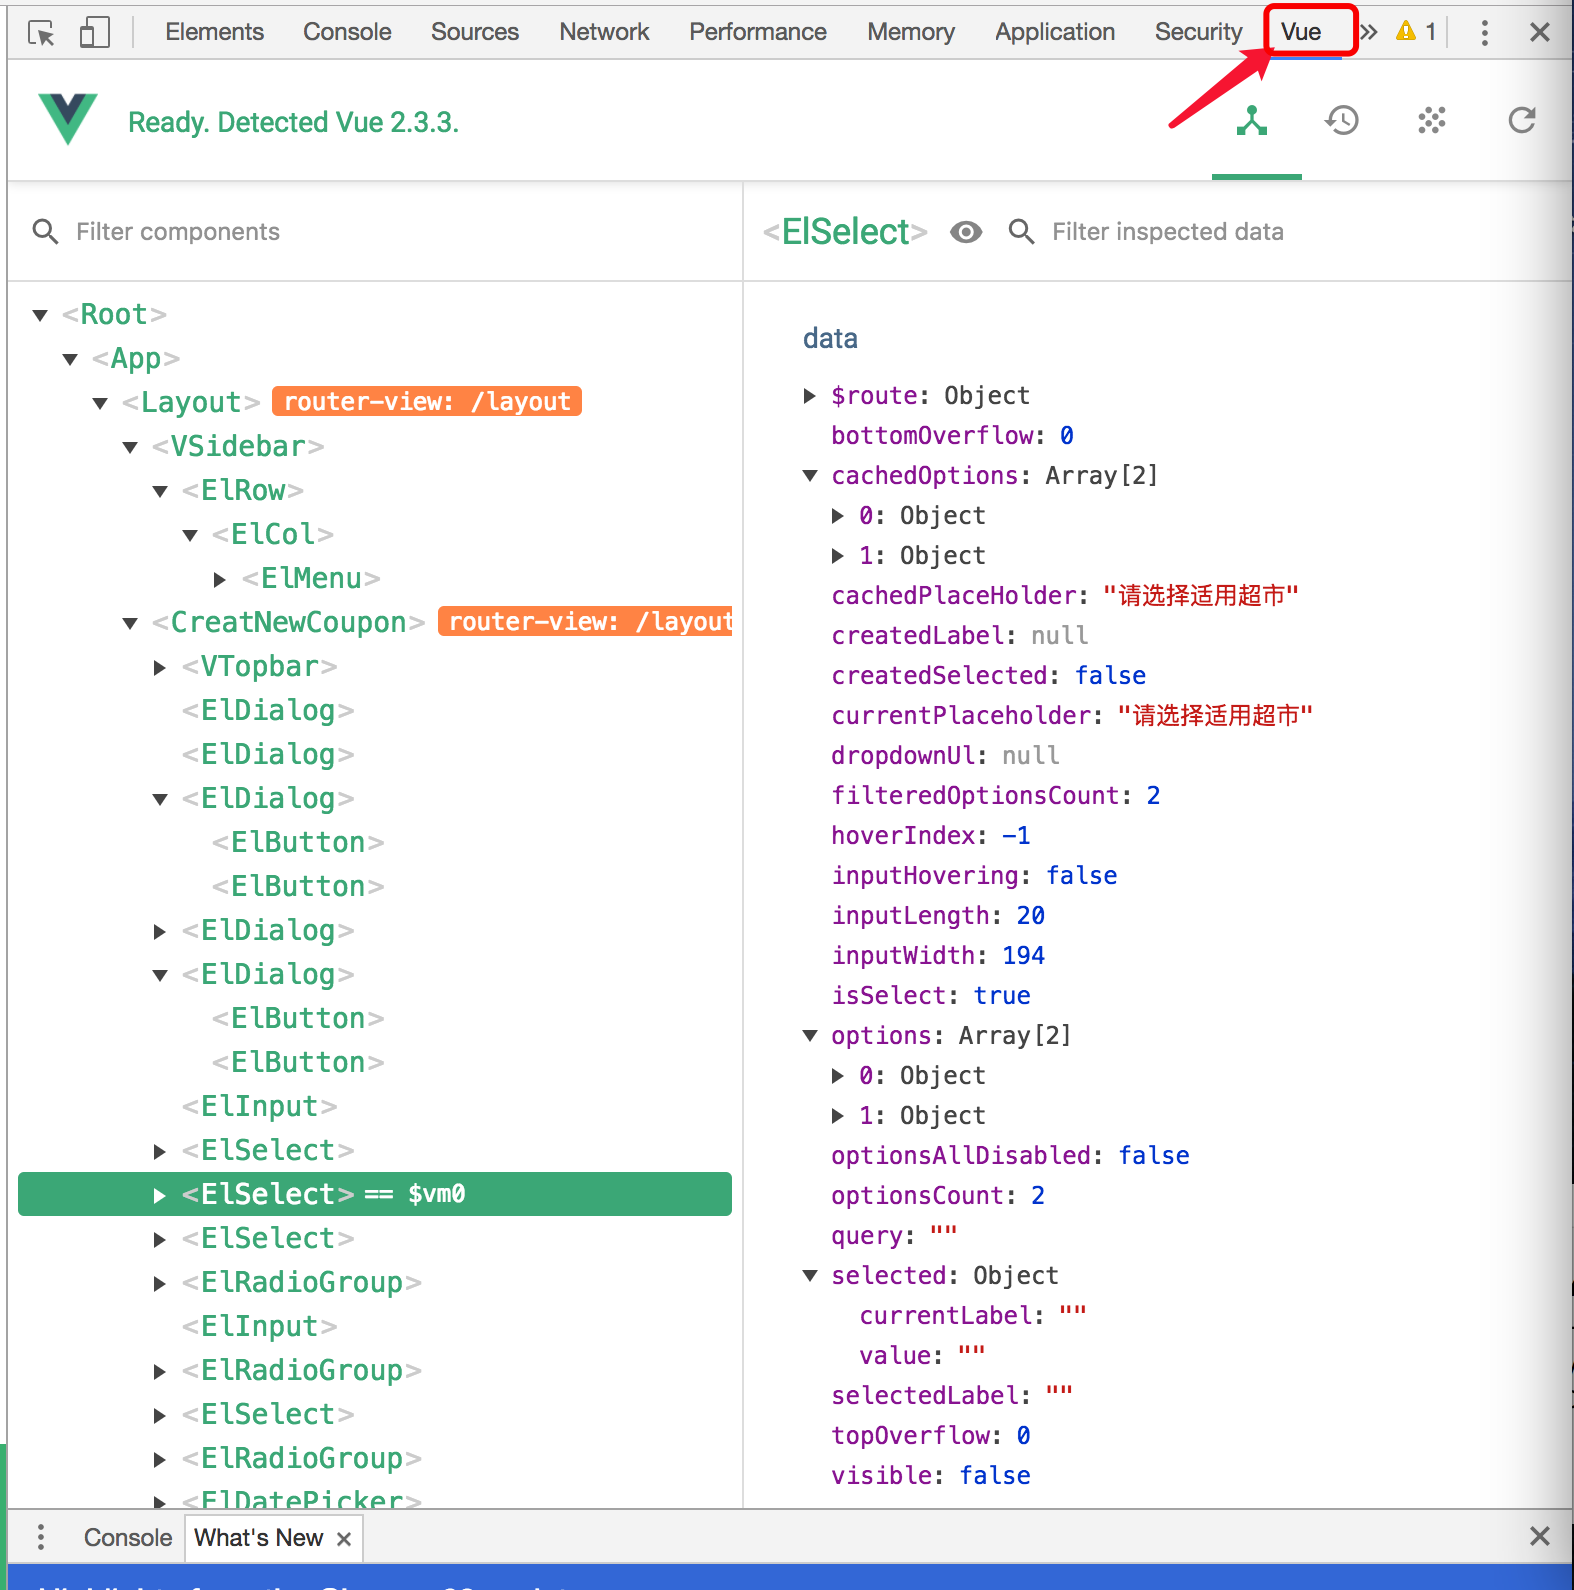 Elements Console Sources Network Performance Memory Application Security Vue » 1
Ready. Detected Vue 2.3.3.
Filter components
<Root>
<App>
<Layout> router-view: /layout
<VSidebar>
<ElRow>
<ElCol>
<ElMenu>
<CreatNewCoupon> router-view: /layout
<VTopbar>
<ElDialog>
<ElDialog>
<ElDialog>
<ElButton>
<ElButton>
<ElDialog>
<ElDialog>
<ElButton>
<ElButton>
<ElInput>
<ElSelect>
<ElSelect> == $vm0
<ElSelect>
<ElRadioGroup>
<ElInput>
<ElRadioGroup>
<ElSelect>
<ElRadioGroup>
<ElDatePicker>
<ElSelect> Filter inspected data
data
$route: Object
bottomOverflow: 0
cachedOptions: Array[2]
0: Object
1: Object
cachedPlaceHolder: "请选择适用超市"
createdLabel: null
createdSelected: false
currentPlaceholder: "请选择适用超市"
dropdownUl: null
filteredOptionsCount: 2
hoverIndex: -1
inputHovering: false
inputLength: 20
inputWidth: 194
isSelect: true
options: Array[2]
0: Object
1: Object
optionsAllDisabled: false
optionsCount: 2
query: ""
selected: Object
currentLabel: ""
value: ""
selectedLabel: ""
topOverflow: 0
visible: false
Console What's New ×